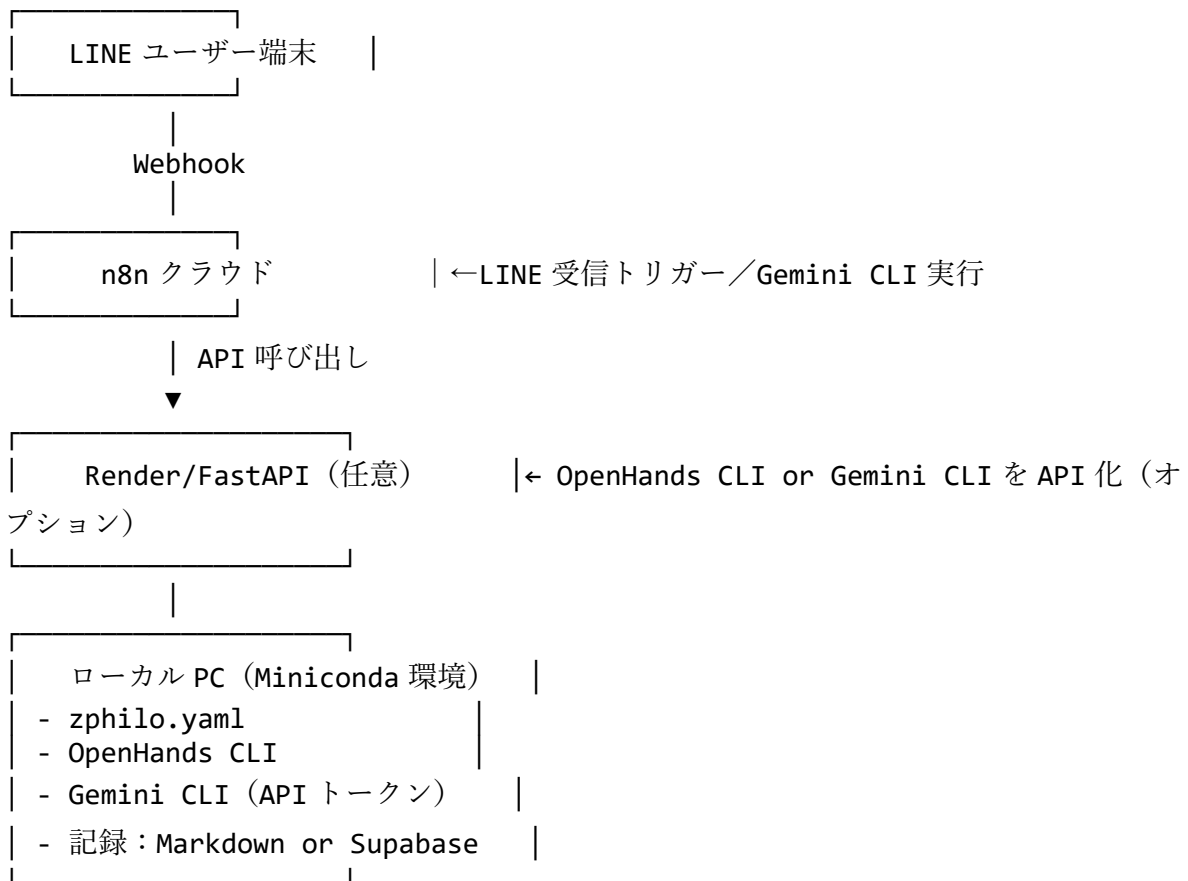 LINE ユーザー端末
Webhook
n8n クラウド ←LINE 受信トリガー／Gemini CLI 実行
API 呼び出し
▼
Render/FastAPI（任意） ← OpenHands CLI or Gemini CLI を API 化（オ
プション）
ローカル PC（Miniconda 環境）
- zphilo.yaml
- OpenHands CLI
- Gemini CLI（API トークン）
- 記録：Markdown or Supabase